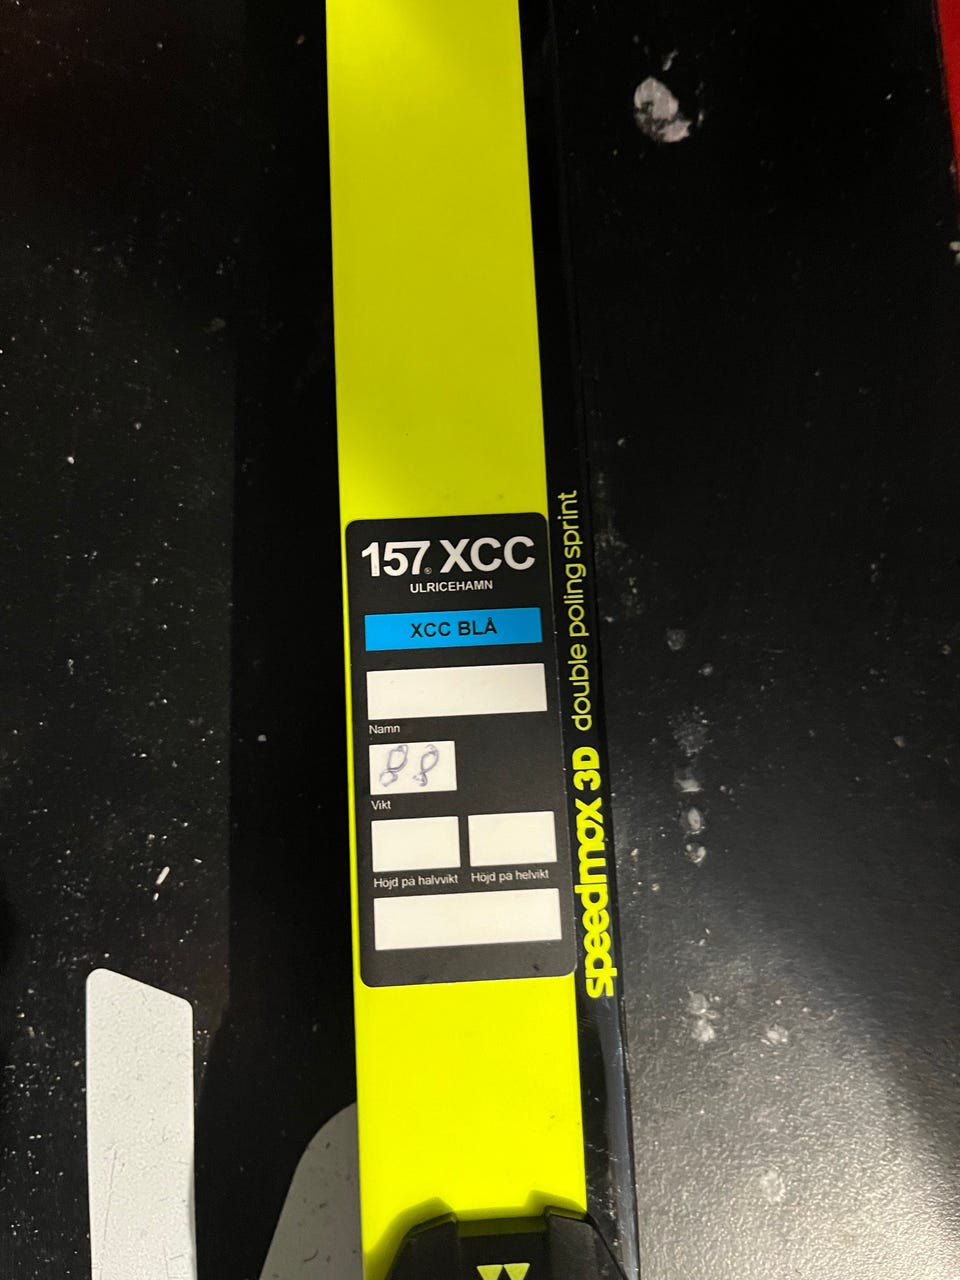 157 XCC
ULRICEHAMN
XCC BLÅ
Namn
88
Vikt
Höjd på halvvikt Höjd på helvikt
speedmax 3D double poling sprint